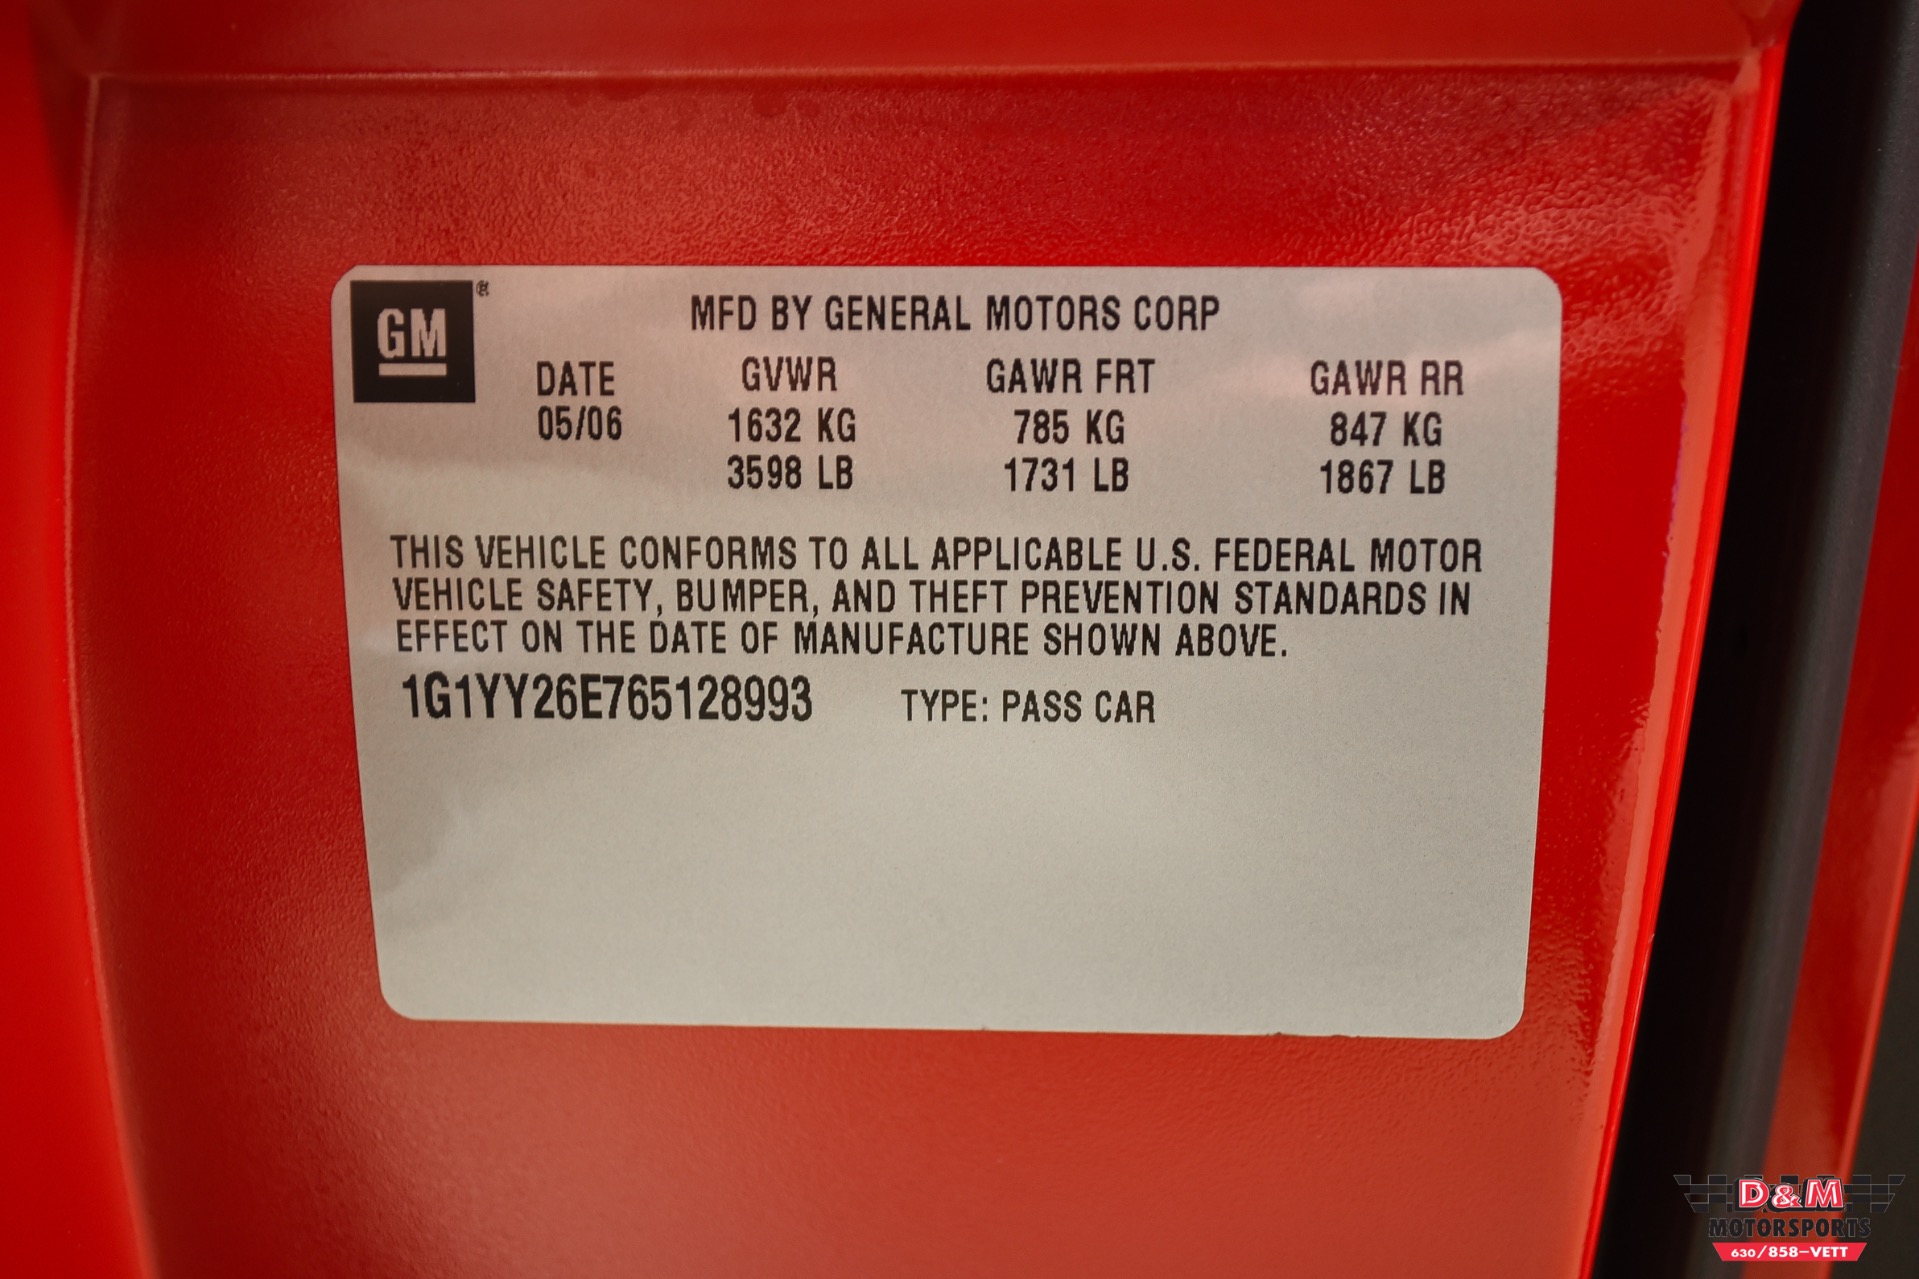 GM®
MFD BY GENERAL MOTORS CORP
DATE GVWR GAWR FRT GAWR RR
05/06 1632 KG 785 KG 847 KG
3598 LB 1731 LB 1867 LB
THIS VEHICLE CONFORMS TO ALL APPLICABLE U.S. FEDERAL MOTOR
VEHICLE SAFETY, BUMPER, AND THEFT PREVENTION STANDARDS IN
EFFECT ON THE DATE OF MANUFACTURE SHOWN ABOVE.
1G1YY26E765128993 TYPE: PASS CAR
D&M
MOTORSPORTS
630/858-VETT